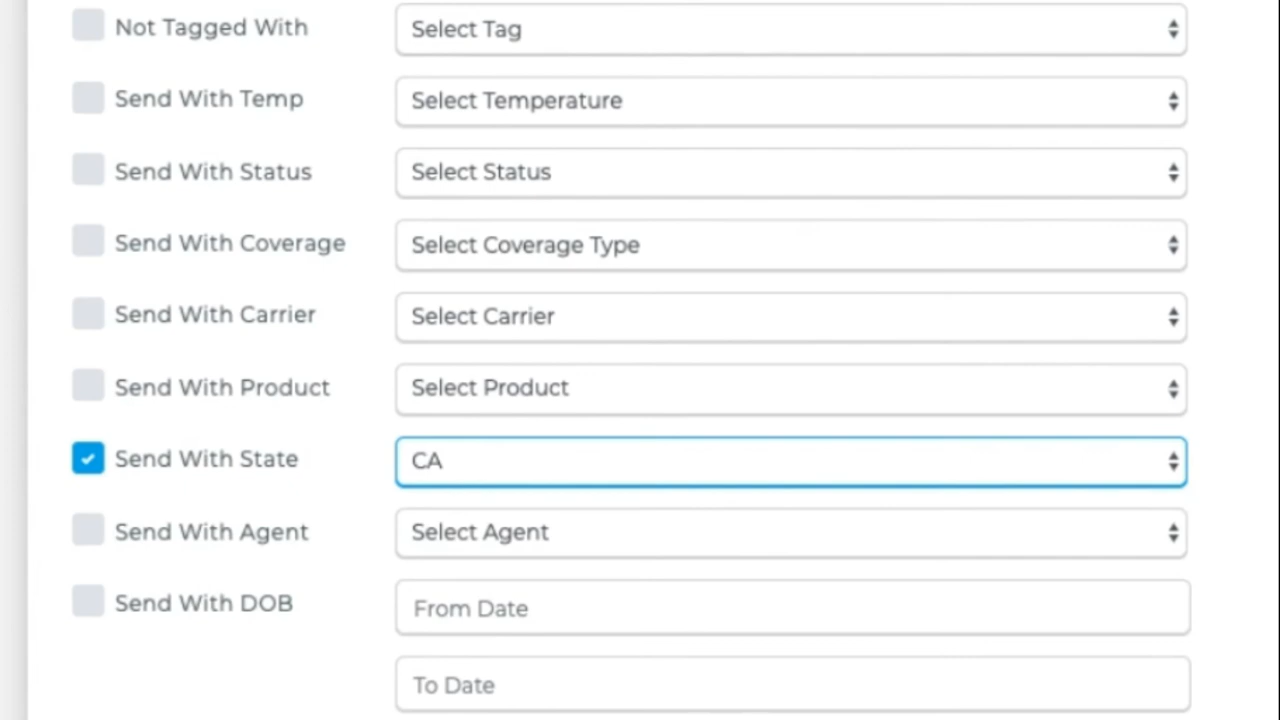 Not Tagged With Select Tag
Send With Temp Select Temperature
Send With Status Select Status
Send With Coverage Select Coverage Type
Send With Carrier Select Carrier
Send With Product Select Product
Send With State CA
Send With Agent Select Agent
Send With DOB From Date
To Date